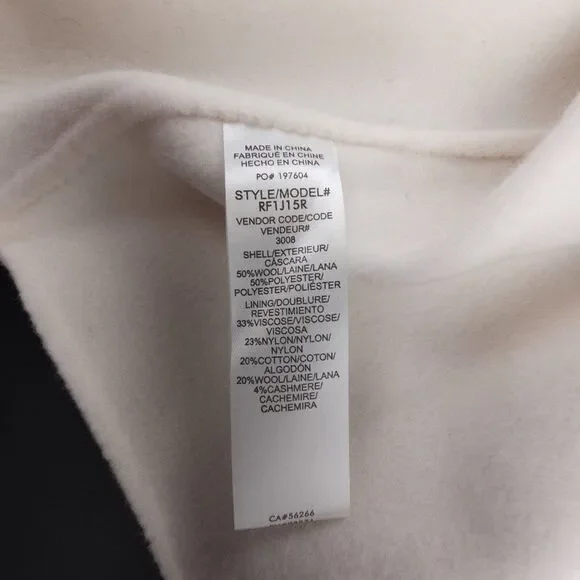 MADE IN CHINA
FABRIQUÉ EN CHINE
HECHO EN CHINA
PO# 197604
STYLE/MODEL#
RF1J15R
VENDOR CODE/CODE
VENDEUR#
3008
SHELL/EXTERIEUR/
CÁSCARA
50%WOOL/LAINE/LANA
50%POLYESTER/
POLYESTER/POLIÉSTER
LINING/DOUBLURE/
REVESTIMIENTO
33%VISCOSE/VISCOSE/
VISCOSA
23%NYLON/NYLON/
NYLON
20%COTTON/COTON/
ALGODÓN
20%WOOL/LAINE/LANA
4%CASHMERE/
CACHEMIRE/
CACHEMIRA
CA#56266